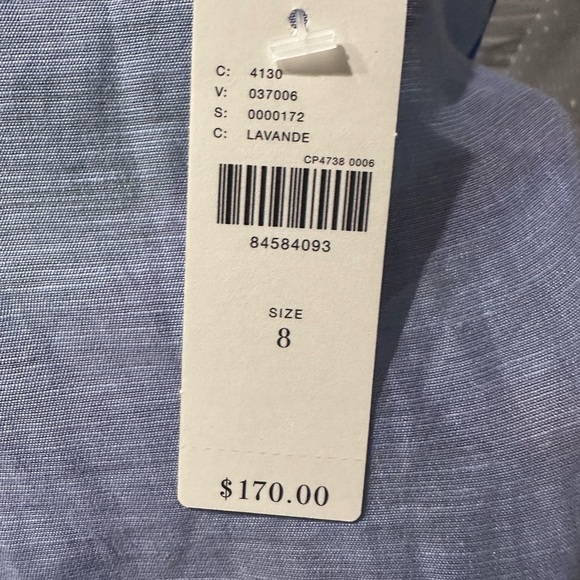 C: 4130
V: 037006
S: 0000172
C: LAVANDE
CP4738 0006
84584093
SIZE
8
$170.00